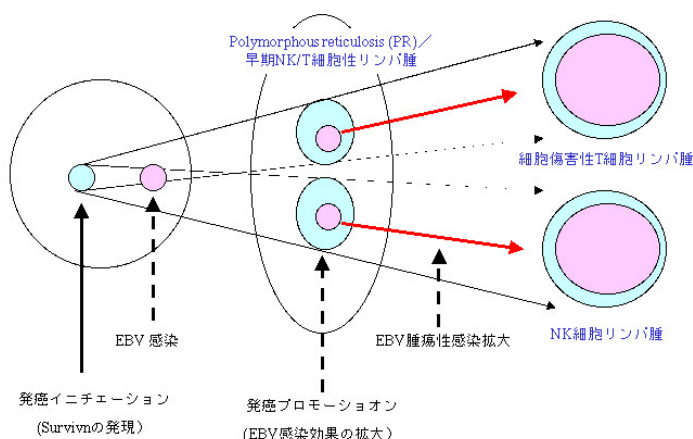 Polymorphous reticulosis (PR)／
早期NK/T細胞性リンパ腫
細胞傷害性T細胞リンパ腫
NK細胞リンパ腫
EBV 感染
EBV腫瘍性感染拡大
発癌イニチエーション
(Survivnの発現）
発癌プロモーショオン
(EBV感染効果の拡大）